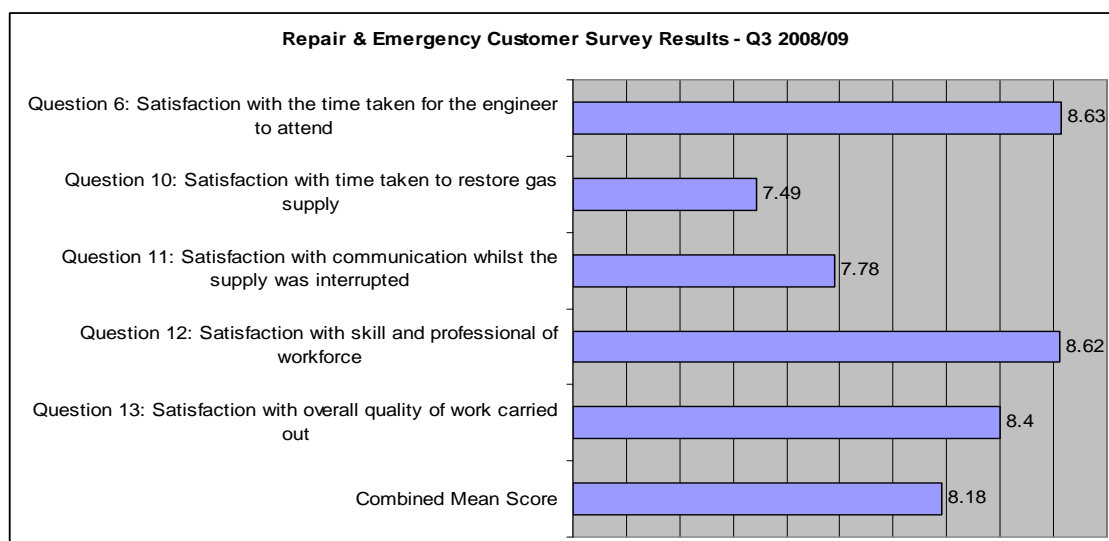 Repair & Emergency Customer Survey Results - Q3 2008/09
Question 6: Satisfaction with the time taken for the engineer
to attend
8.63
Question 10: Satisfaction with time taken to restore gas
supply
7.49
Question 11: Satisfaction with communication whilst the
supply was interrupted
7.78
Question 12: Satisfaction with skill and professional of
workforce
8.62
Question 13: Satisfaction with overall quality of work carried
out
8.4
Combined Mean Score
8.18